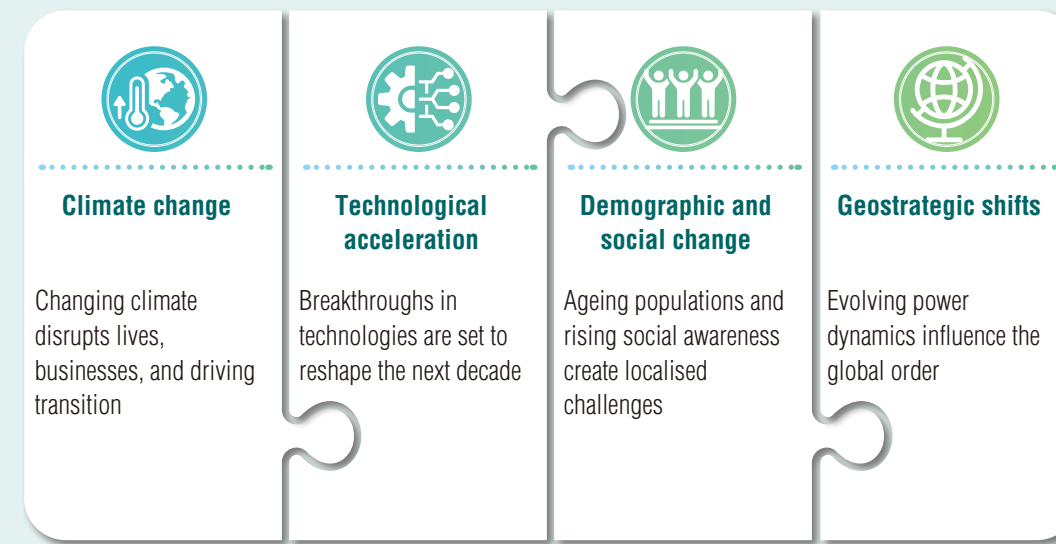 Climate change
Changing climate
disrupts lives,
businesses, and driving
transition
Technological
acceleration
Breakthroughs in
technologies are set to
reshape the next decade
Demographic and
social change
Ageing populations and
rising social awareness
create localised
challenges
Geostrategic shifts
Evolving power
dynamics influence the
global order